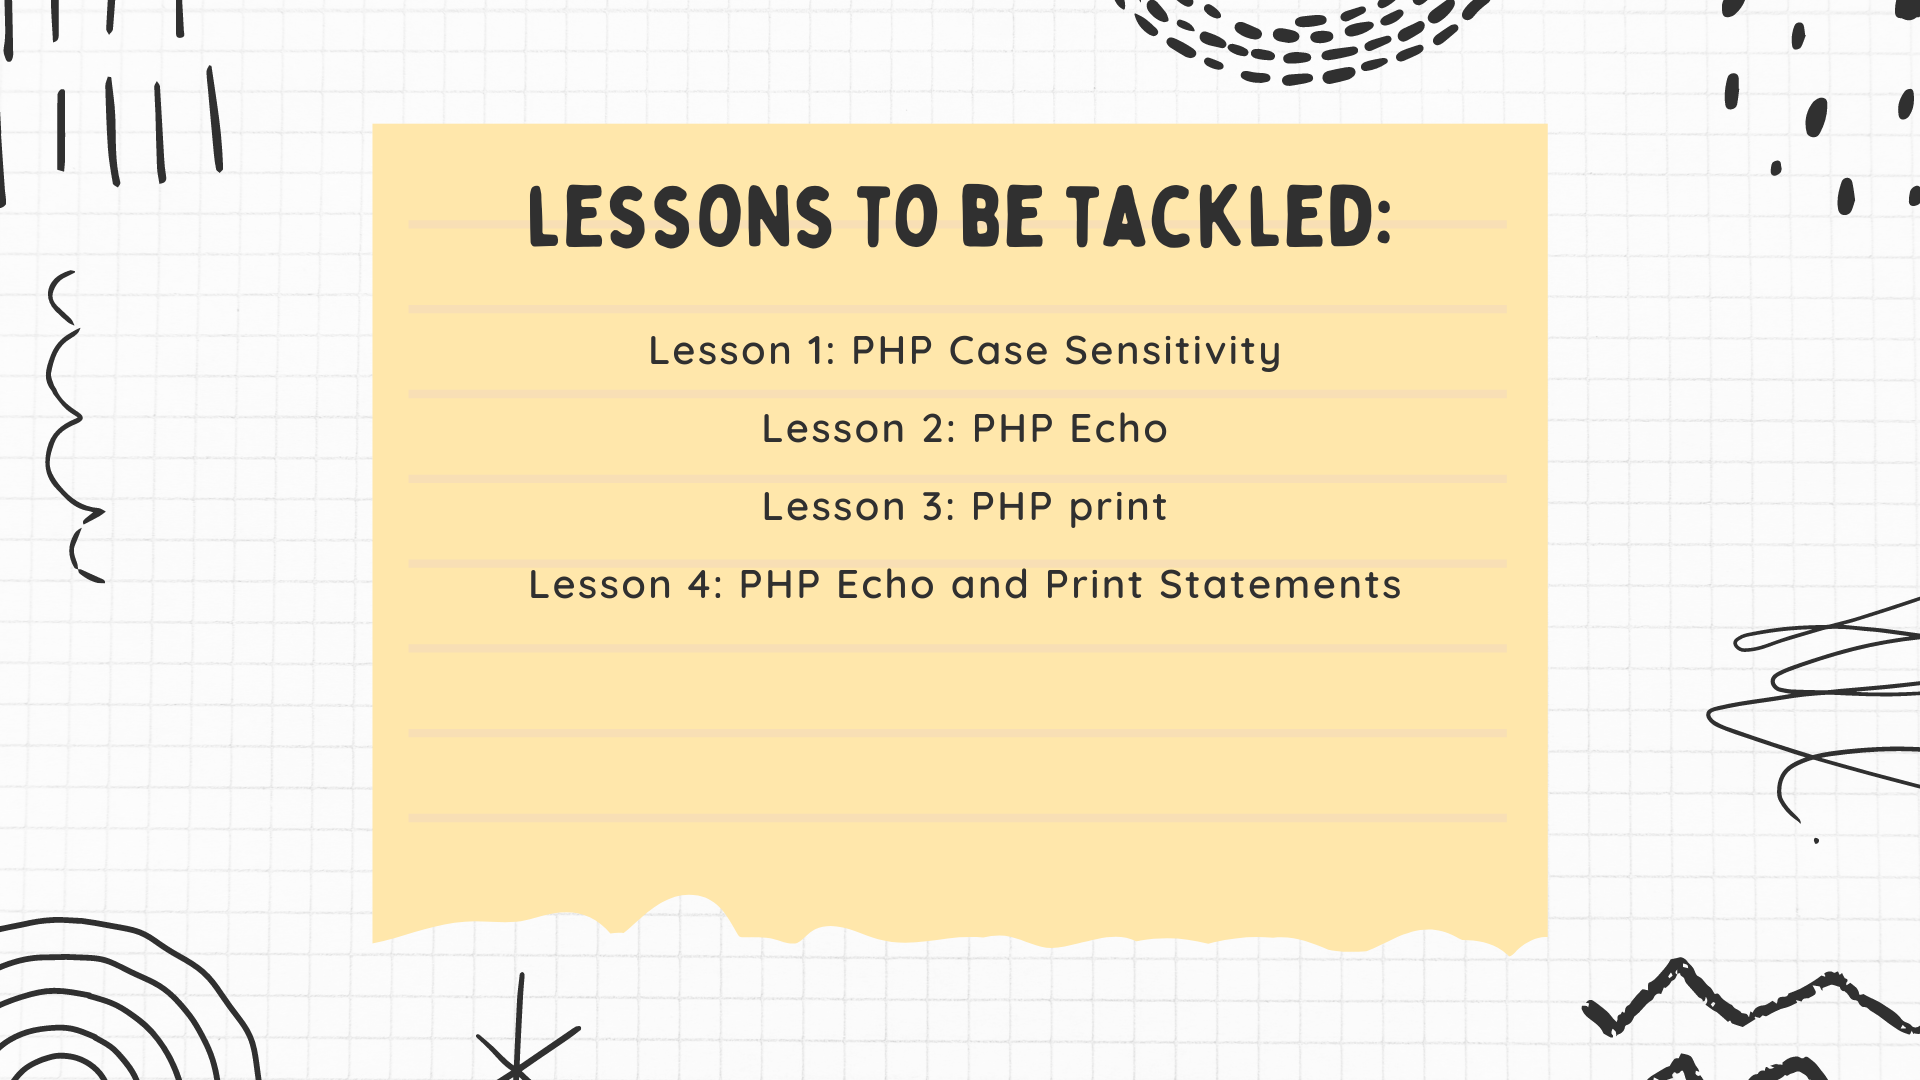 LESSONS TO BE TACKLED:
Lesson 1: PHP Case Sensitivity
Lesson 2: PHP Echo
Lesson 3: PHP print
Lesson 4: PHP Echo and Print Statements